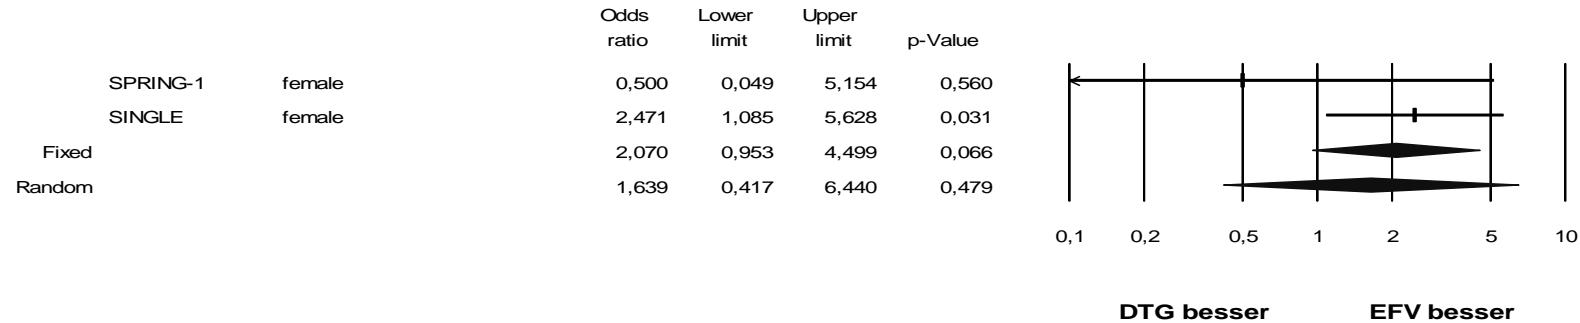 Odds Lower Upper
ratio limit limit p-Value
SPRING-1 female 0,500 0,049 5,154 0,560
SINGLE female 2,471 1,085 5,628 0,031
Fixed 2,070 0,953 4,499 0,066
Random 1,639 0,417 6,440 0,479
0,1 0,2 0,5 1 2 5 10
DTG besser EFV besser